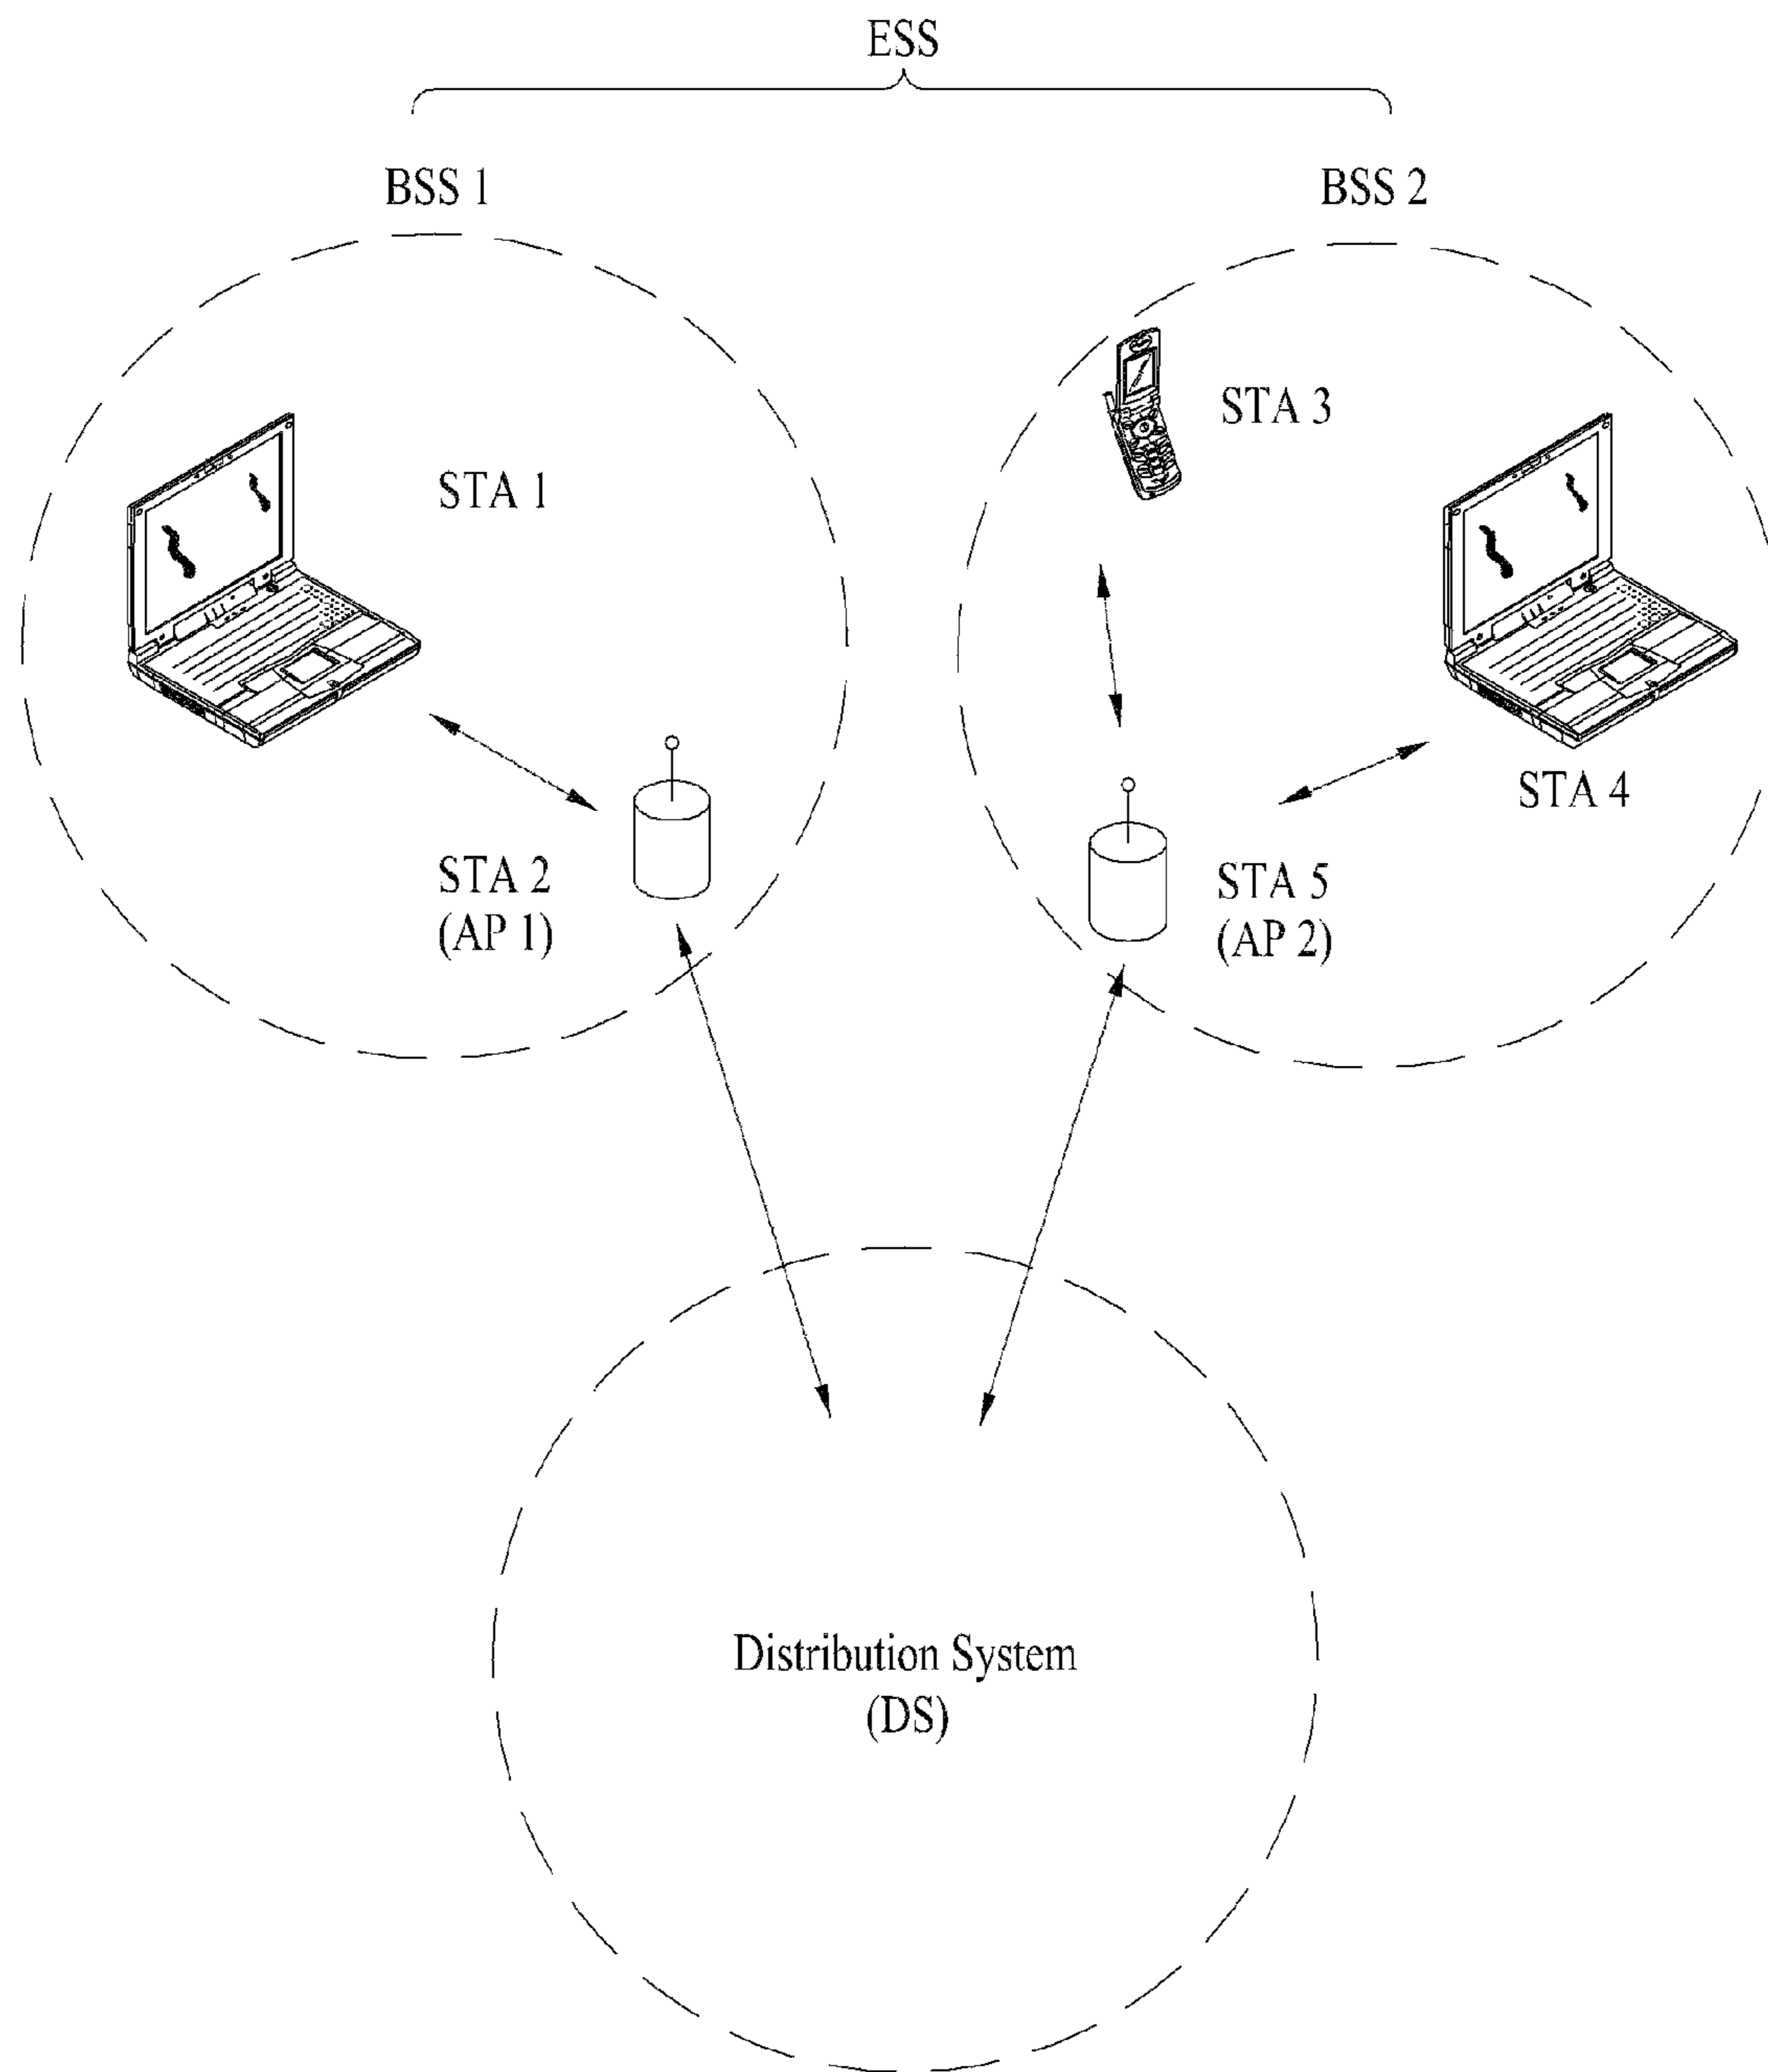 ESS
BSS 1
BSS 2
STA 1
STA 3
STA 4
STA 2
(AP 1)
STA 5
(AP 2)
Distribution System
(DS)